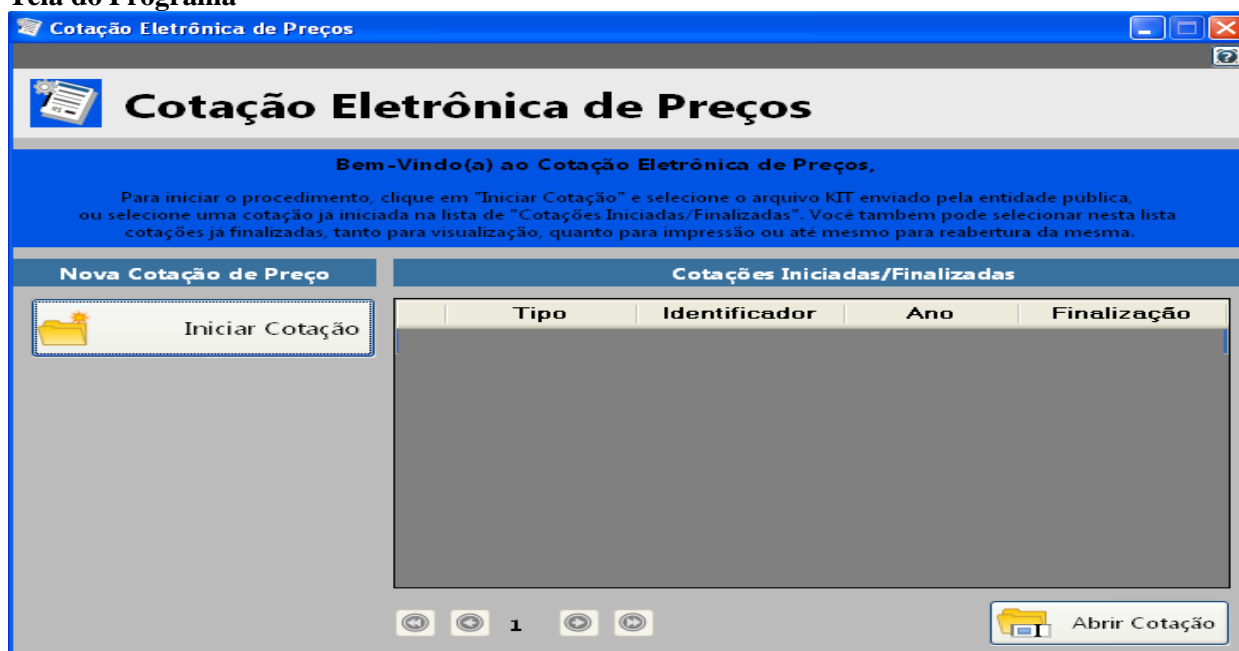 Tela do Programa
Cotação Eletrônica de Preços
Cotação Eletrônica de Preços
Bem-Vindo(a) ao Cotação Eletrônica de Preços,
Para iniciar o procedimento, clique em "Iniciar Cotação" e selecione o arquivo KIT enviado pela entidade pública,
ou selecione uma cotação já iniciada na lista de "Cotações Iniciadas/Finalizadas". Você também pode selecionar nesta lista
cotações já finalizadas, tanto para visualização, quanto para impressão ou até mesmo para reabertura da mesma.
Nova Cotação de Preço
Cotações Iniciadas/Finalizadas
Iniciar Cotação
Tipo Identificador Ano Finalização
1
Abrir Cotação